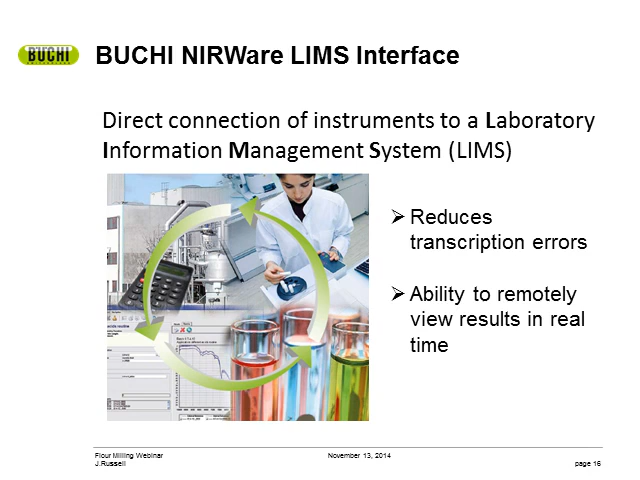 BÜCHI
BUCHI NIRWare LIMS Interface
Direct connection of instruments to a Laboratory
Information Management System (LIMS)
Reduces
transcription errors
Ability to remotely
view results in real
time
Flour Milling Webinar
November 13, 2014
J.Russell
page 16